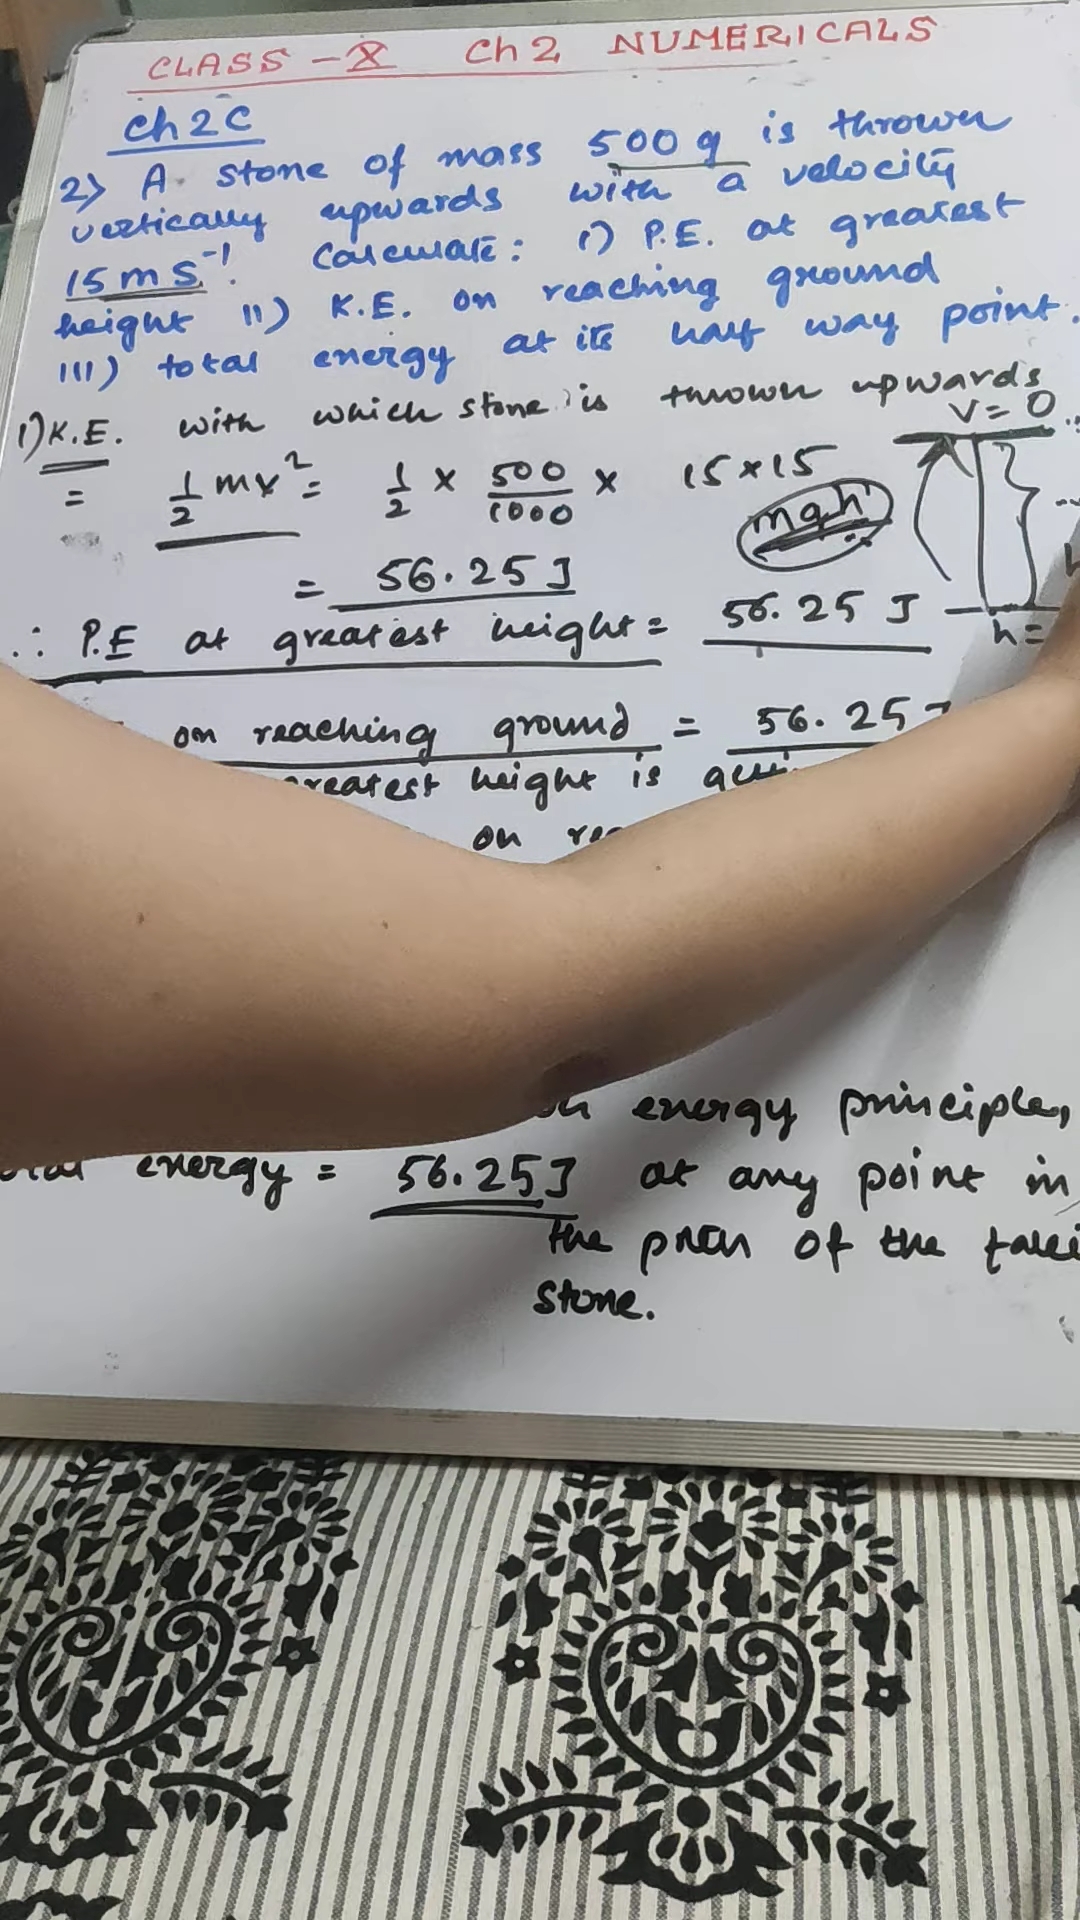 CLASS - X Ch 2 NUMERICALS
Ch 2 C
2) A stone of mass 500 g is thrown
vertically upwards with a velocity
15 m s⁻¹. Calculate: i) P.E. at greatest
height ii) K.E. on reaching ground
iii) total energy at its half way point.
i) K.E. with which stone is thrown upwards
V = 0
= 1/2 mv² = 1/2 × 500/1000 × 15 × 15
mgh
= 56.25 J
∴ P.E at greatest height = 56.25 J
h =
on reaching ground = 56.25 J
greatest height is
on
energy principle,
energy = 56.25 J at any point in
the path of the
stone.